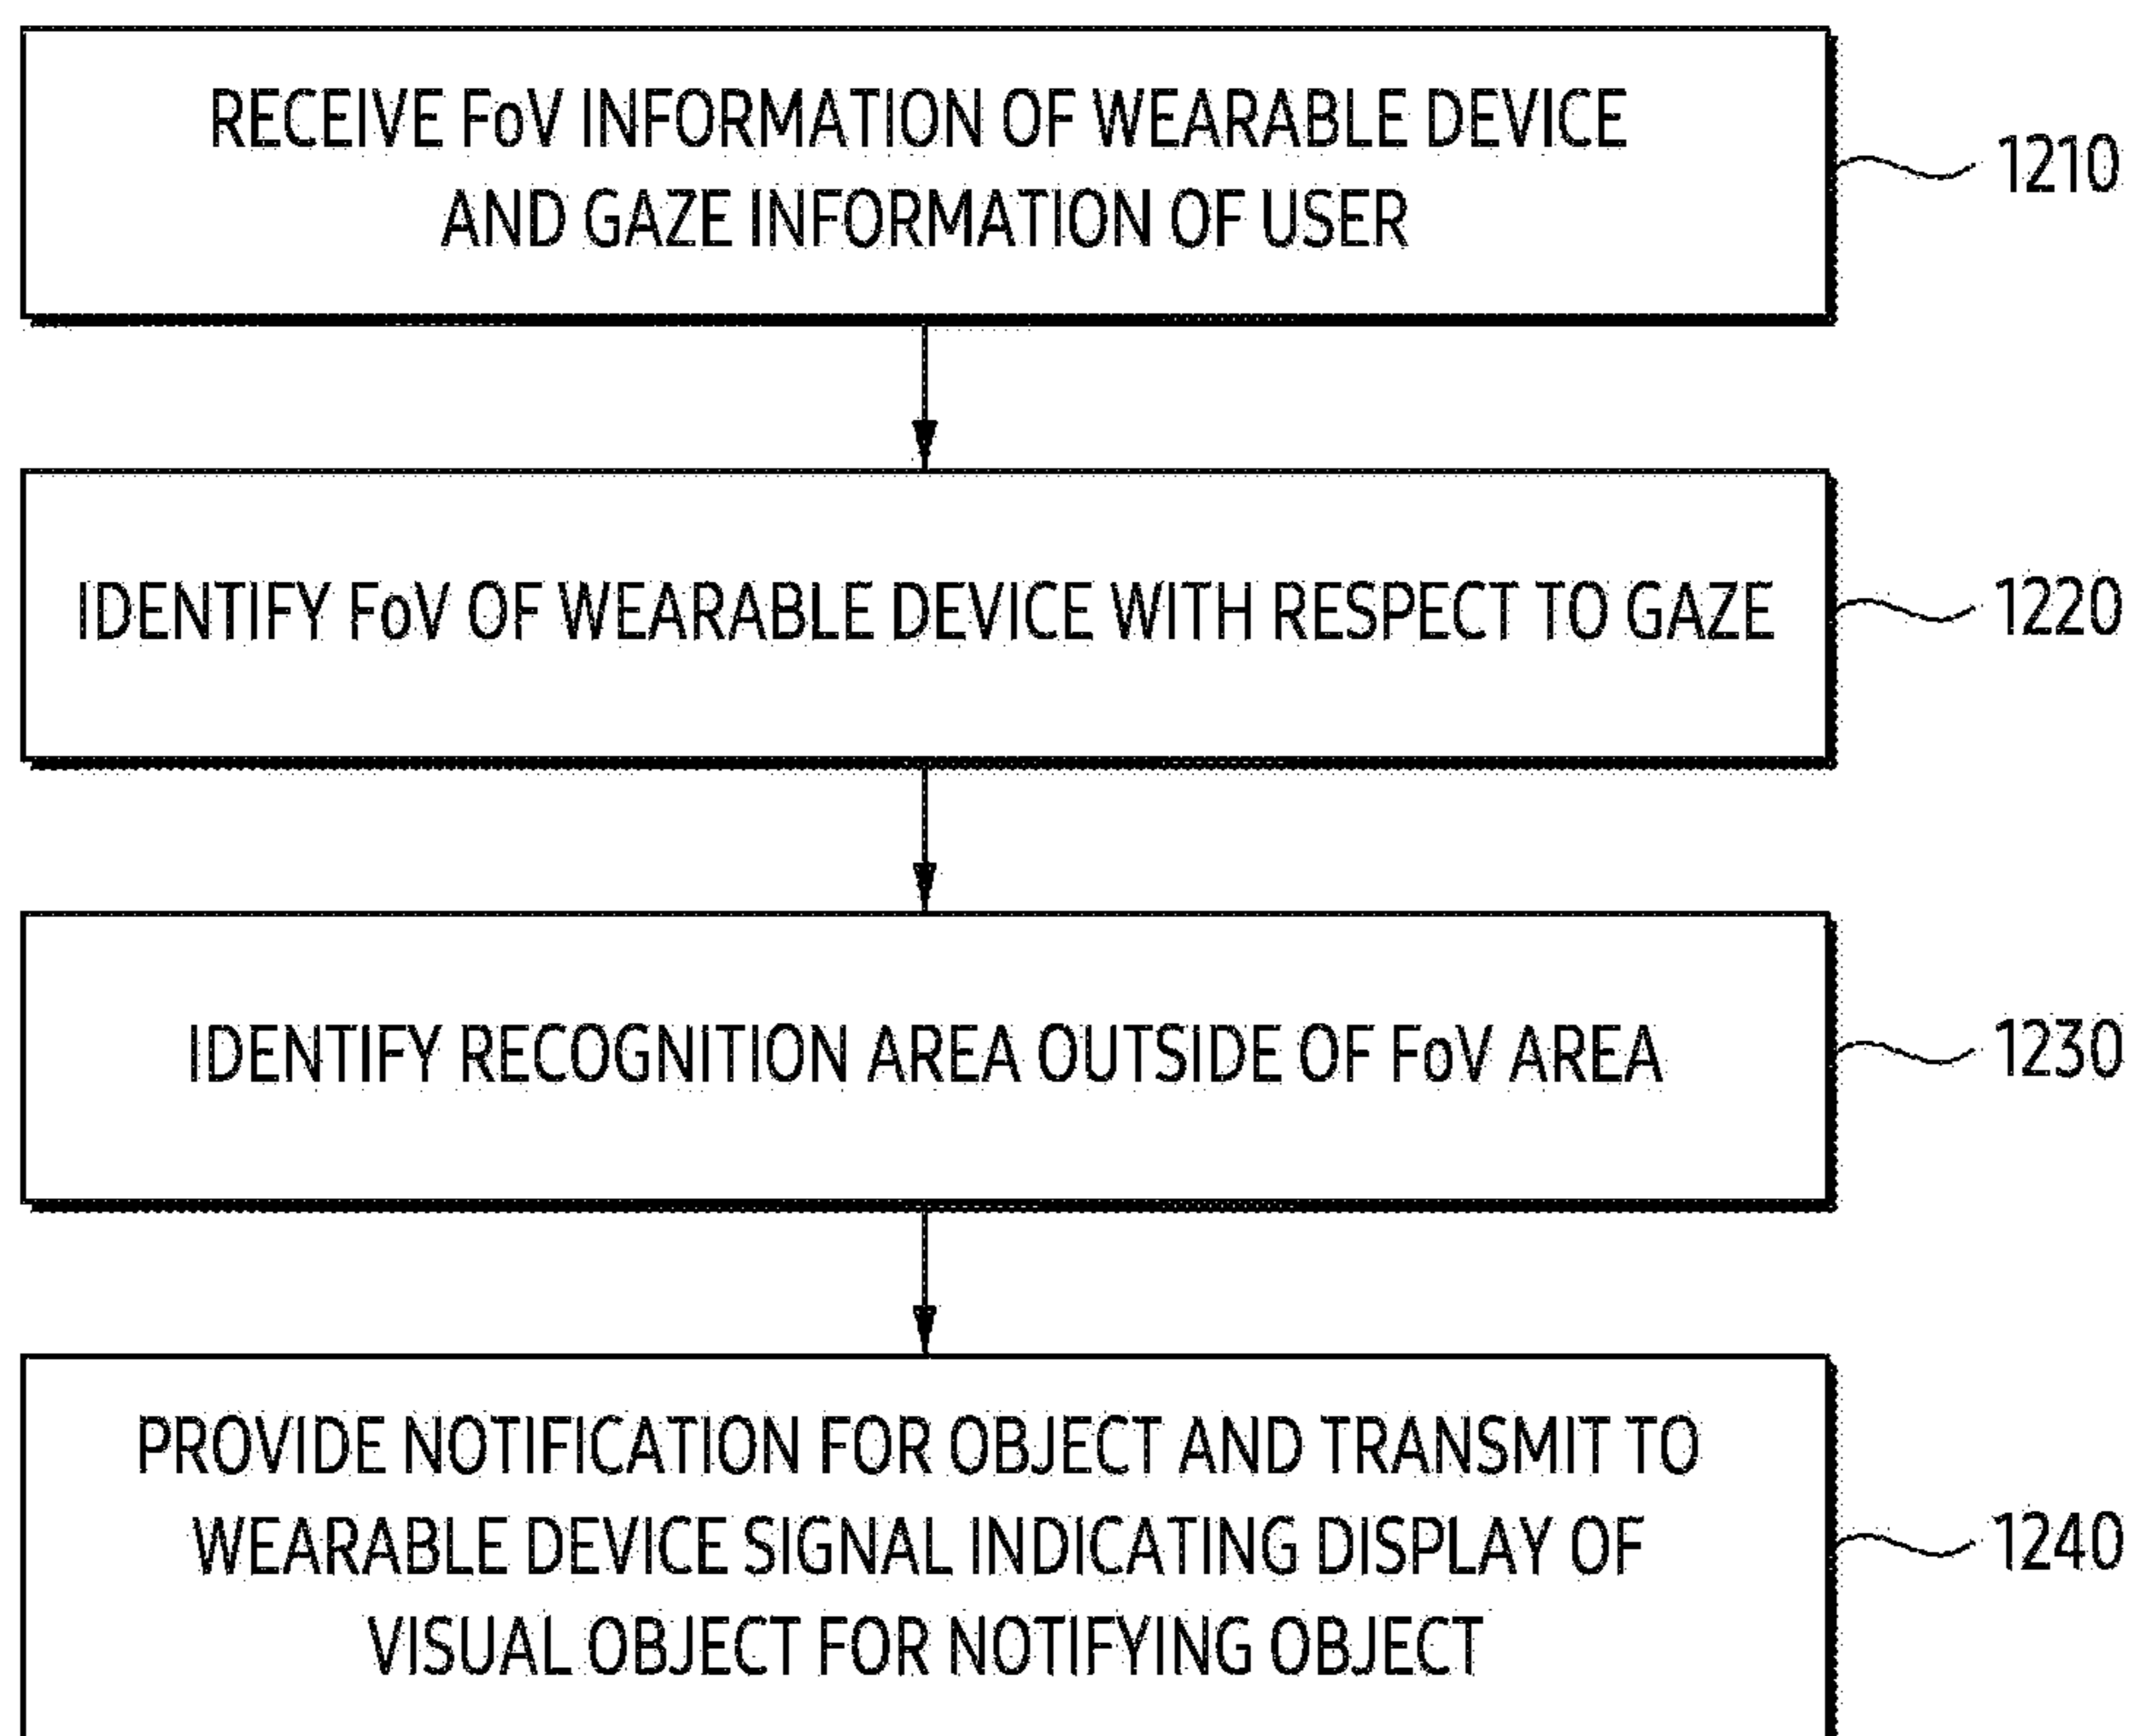 RECEIVE FoV INFORMATION OF WEARABLE DEVICE
AND GAZE INFORMATION OF USER
1210
IDENTIFY FoV OF WEARABLE DEVICE WITH RESPECT TO GAZE
1220
IDENTIFY RECOGNITION AREA OUTSIDE OF FoV AREA
1230
PROVIDE NOTIFICATION FOR OBJECT AND TRANSMIT TO
WEARABLE DEVICE SIGNAL INDICATING DISPLAY OF
VISUAL OBJECT FOR NOTIFYING OBJECT
1240